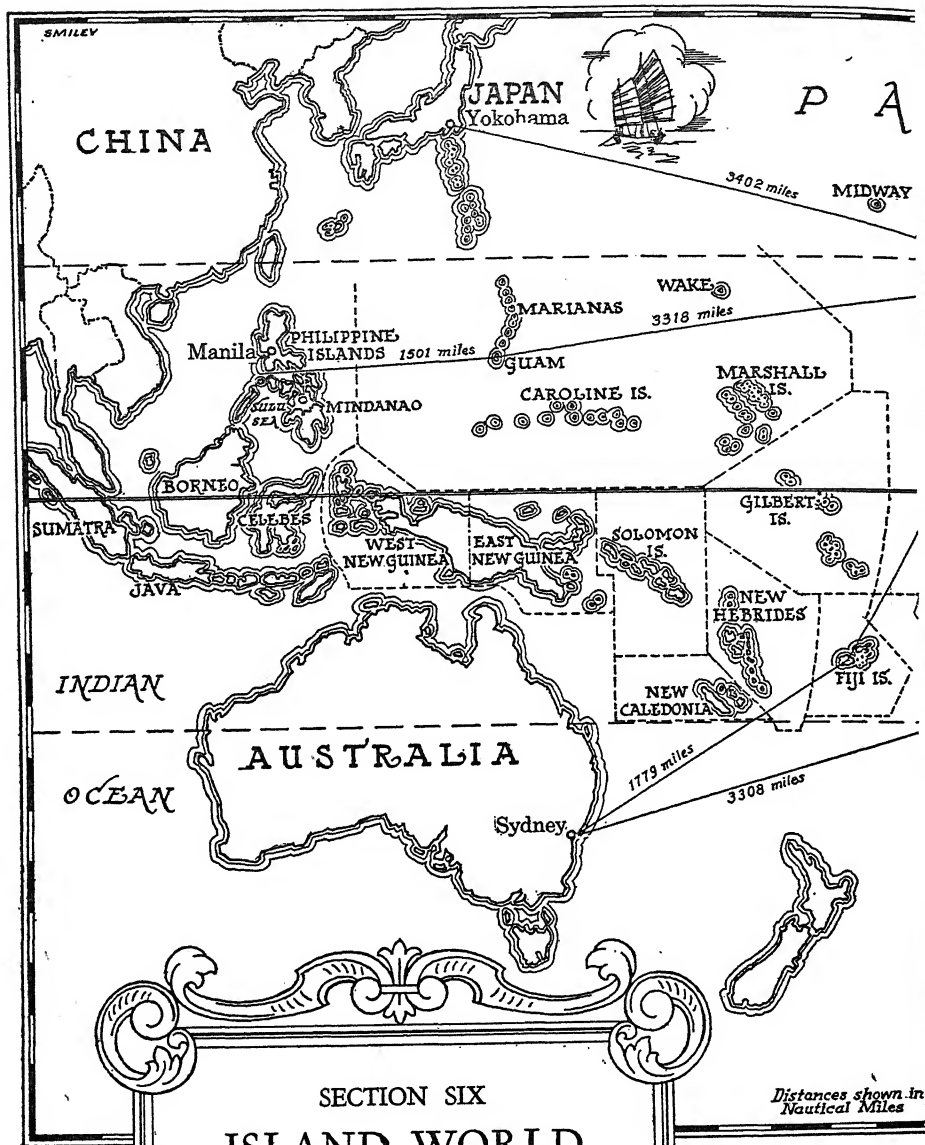 SMILEY
CHINA
JAPAN
Yokohama
P A
3402 miles
MIDWAY
WAKE
MARIANAS
3318 miles
Manila
PHILIPPINE
ISLANDS
1501 miles
GUAM
MARSHALL
IS.
CAROLINE IS.
SUZU
SEA
MINDANAO
BORNEO
GILBERT
IS.
SUMATRA
CELEBES
WEST
NEW GUINEA
EAST
NEW GUINEA
SOLOMON
IS.
JAVA
NEW
HEBRIDES
INDIAN
OCEAN
FIJI IS.
NEW
CALEDONIA
AUSTRALIA
1779 miles
3308 miles
Sydney
SECTION SIX
ISLAND WORLD
Distances shown in
Nautical Miles